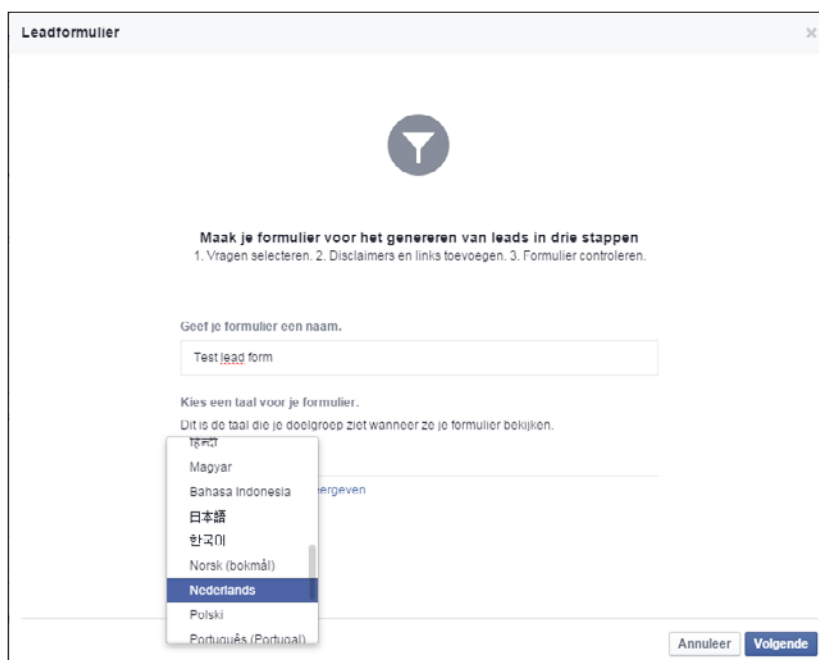 Leadformulier
Maak je formulier voor het genereren van leads in drie stappen
1. Vragen selecteren. 2. Disclaimers en links toevoegen. 3. Formulier controleren.
Geef je formulier een naam.
Test lead form
Kies een taal voor je formulier.
Dit is de taal die je doelgroep ziet wanneer ze je formulier bekijken.
हिन्दी
Magyar
Bahasa Indonesia
ergeven
日本語
한국어
Norsk (bokmål)
Nederlands
Polski
Português (Portugal)
Annuleer
Volgende